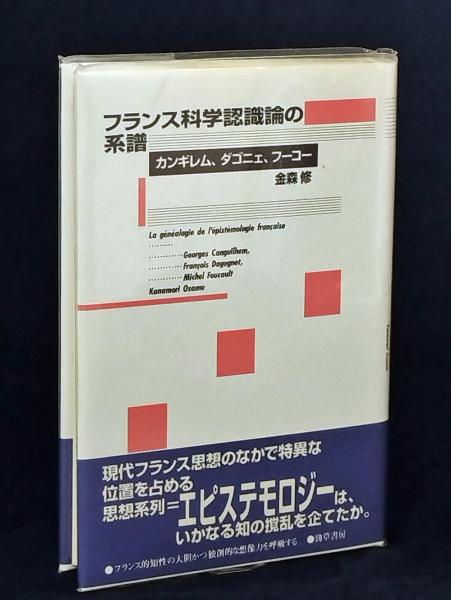 フランス科学認識論の
系譜
カンギレム、ダゴニェ、フーコー
金森 修
La généalogie de l'épistémologie française
.........
............Georges Canguilhem,
............François Dagognet,
............Michel Foucault
Kanamori Osamu
現代フランス思想のなかで特異な
位置を占める
思想系列=エピステモロジーは、
いかなる知の撹乱を企てたか。
●フランス的知性の大胆かつ独創的な想像力を呼吸する ●勁草書房